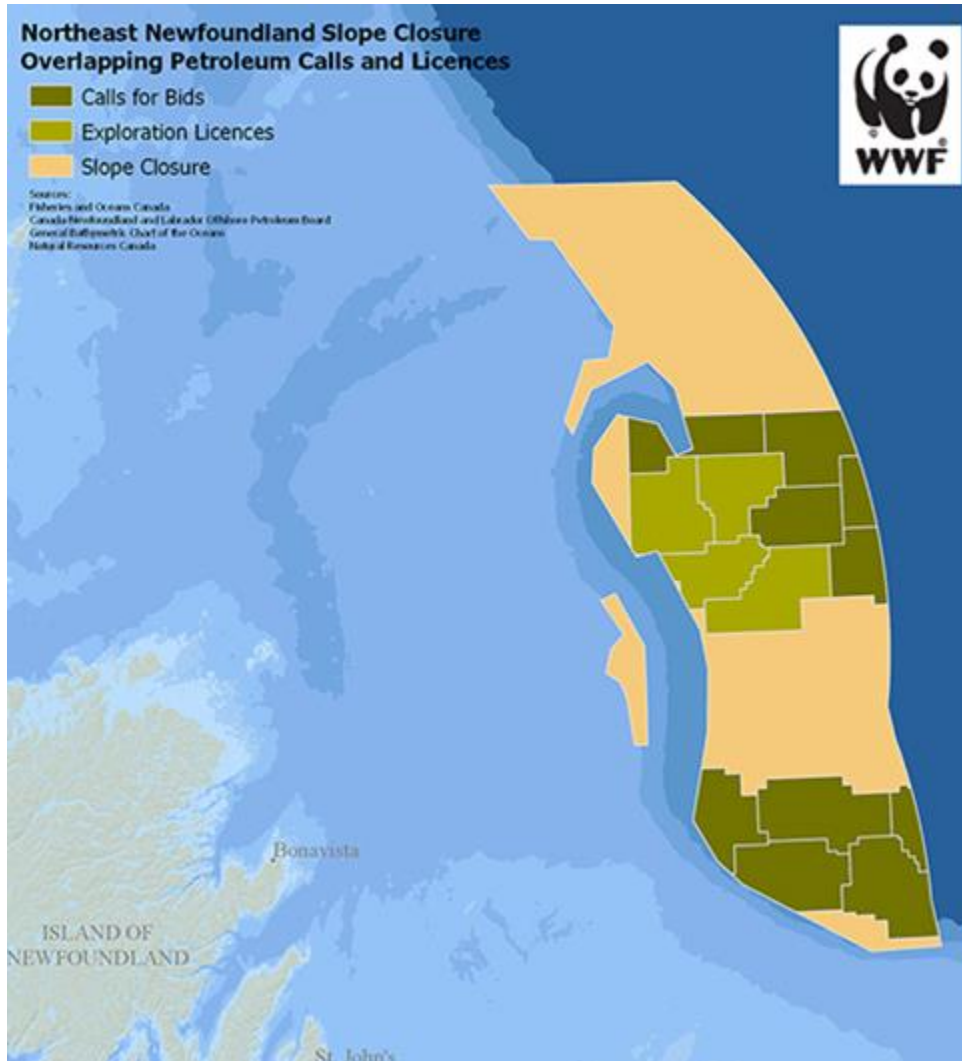 Northeast Newfoundland Slope Closure
Overlapping Petroleum Calls and Licences
Calls for Bids
Exploration Licences
Slope Closure
Sources:
Fisheries and Oceans Canada
Canada-Newfoundland and Labrador Offshore Petroleum Board
General Bathymetric Chart of the Oceans
Natural Resources Canada
WWF
Bonavista
ISLAND OF
NEWFOUNDLAND
St. John's